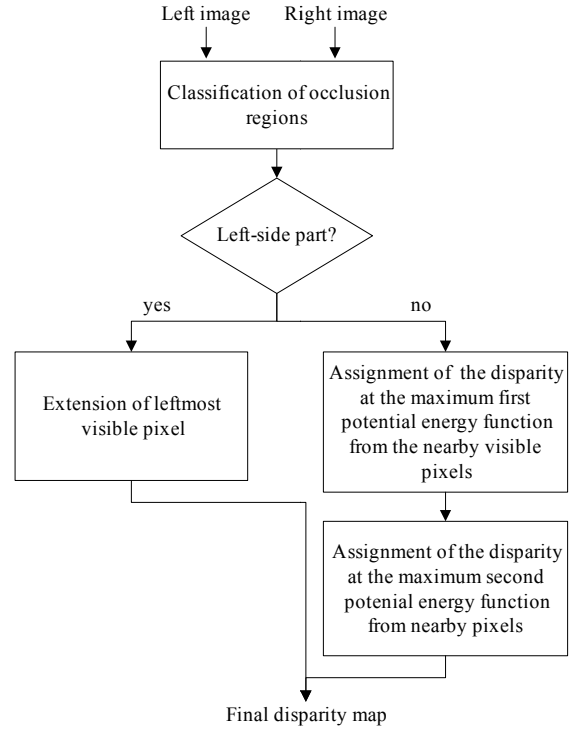 Left image
Right image
Classification of occlusion
regions
Left-side part?
yes
no
Extension of leftmost
visible pixel
Assignment of the disparity
at the maximum first
potential energy function
from the nearby visible
pixels
Assignment of the disparity
at the maximum second
potenial energy function
from nearby pixels
Final disparity map